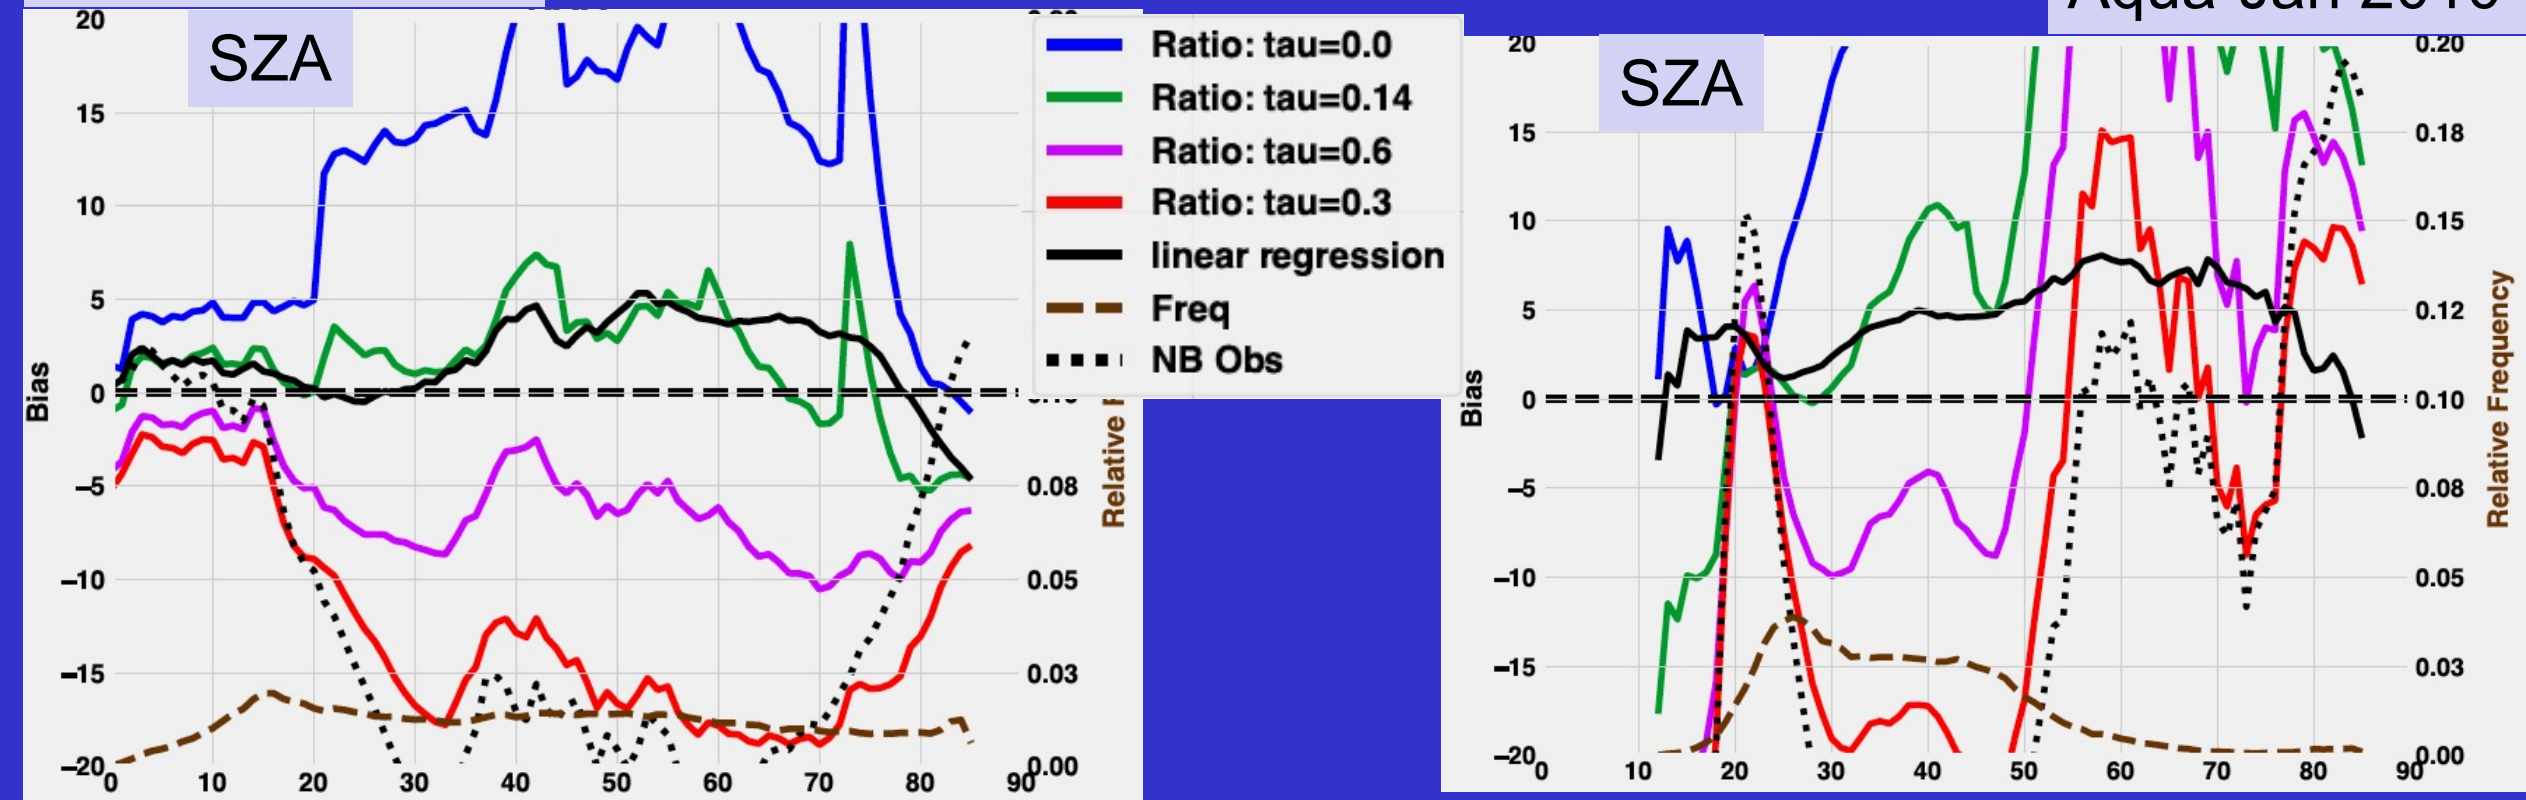 SZA
20
15
10
5
0
−5
−10
−15
−20
Bias
0 10 20 30 40 50 60 70 80 90
0.08
0.05
0.03
0.00
Relative
Ratio: tau=0.0
Ratio: tau=0.14
Ratio: tau=0.6
Ratio: tau=0.3
linear regression
Freq
NB Obs
Aqua Jan 2010
SZA
20
15
10
5
0
−5
−10
−15
−20
Bias
0 10 20 30 40 50 60 70 80 90
0.20
0.18
0.15
0.12
0.10
0.08
0.05
0.03
0.00
Relative Frequency